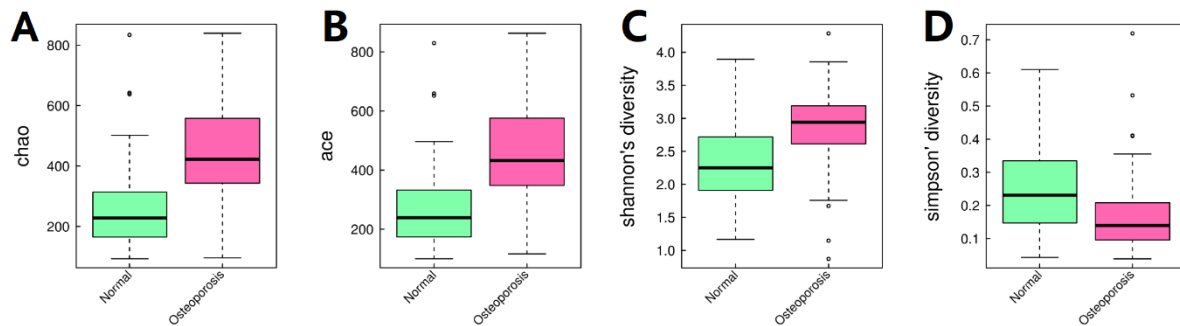 A
chao
800
600
400
200
Normal
Osteoporosis
B
ace
800
600
400
200
Normal
Osteoporosis
C
shannon's diversity
4.0
3.5
3.0
2.5
2.0
1.5
1.0
Normal
Osteoporosis
D
simpson' diversity
0.7
0.6
0.5
0.4
0.3
0.2
0.1
Normal
Osteoporosis